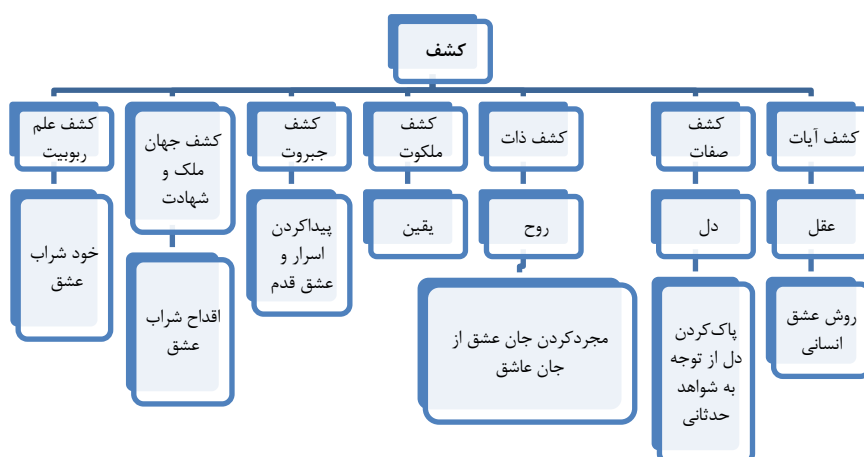 کشف
کشف آیات
کشف
صفات
کشف ذات
کشف
ملکوت
کشف
جبروت
کشف جهان
ملک و
شهادت
کشف علم
ربوبیت
عقل
دل
روح
یقین
پیداکردن
اسرار و
عشق قدم
اقداح شراب
عشق
خود شراب
عشق
روش عشق
انسانی
پاک‌کردن
دل از توجه
به شواهد
حدثانی
مجردکردن جان عشق از
جان عاشق